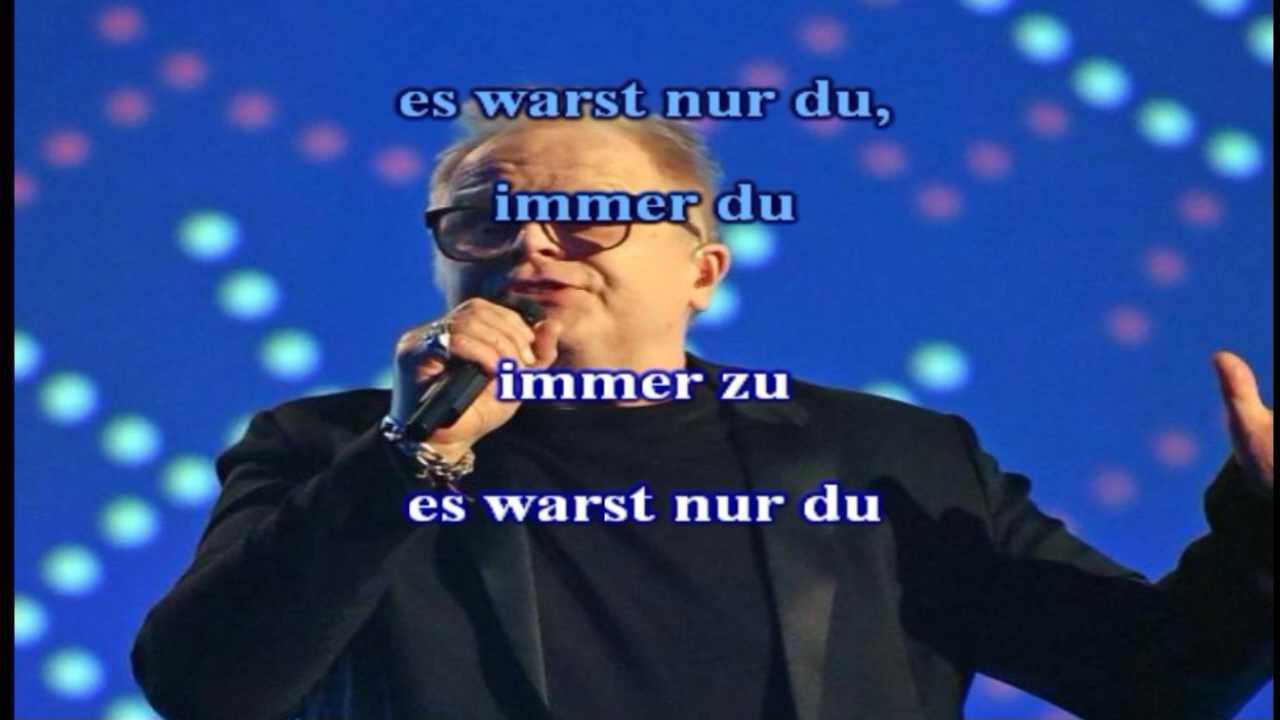 es warst nur du,
immer du
immer zu
es warst nur du